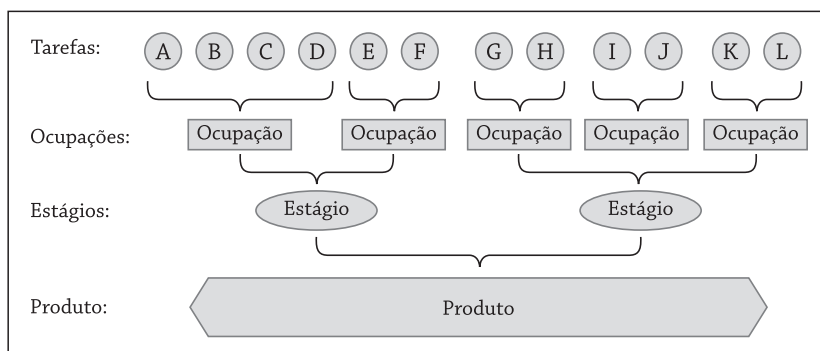 Tarefas: A B C D E F G H I J K L
Ocupações: Ocupação Ocupação Ocupação Ocupação Ocupação
Estágios: Estágio Estágio
Produto: Produto